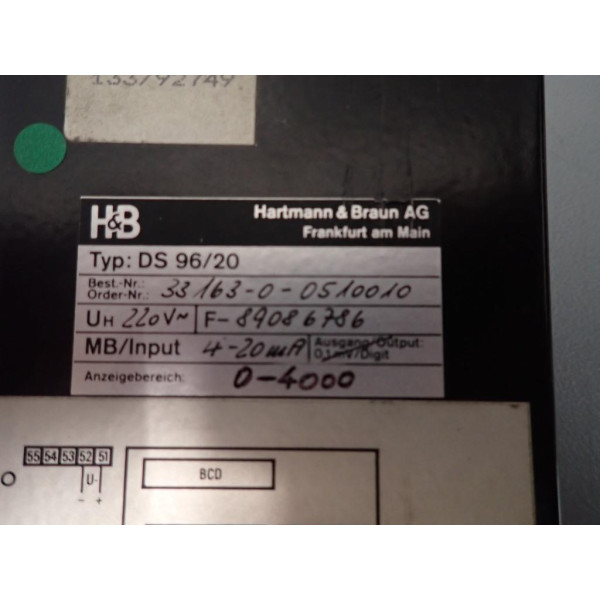 H&B
Hartmann & Braun AG
Frankfurt am Main
Typ: DS 96/20
Best.-Nr.:
Order-Nr.: 33163-0-0510010
UH 220V~ F-89086786
MB/Input 4-20mA Ausgang/Output:
0,1mV/Digit
Anzeigebereich: 0-4000
55 54 53 52 51
U-
- +
BCD